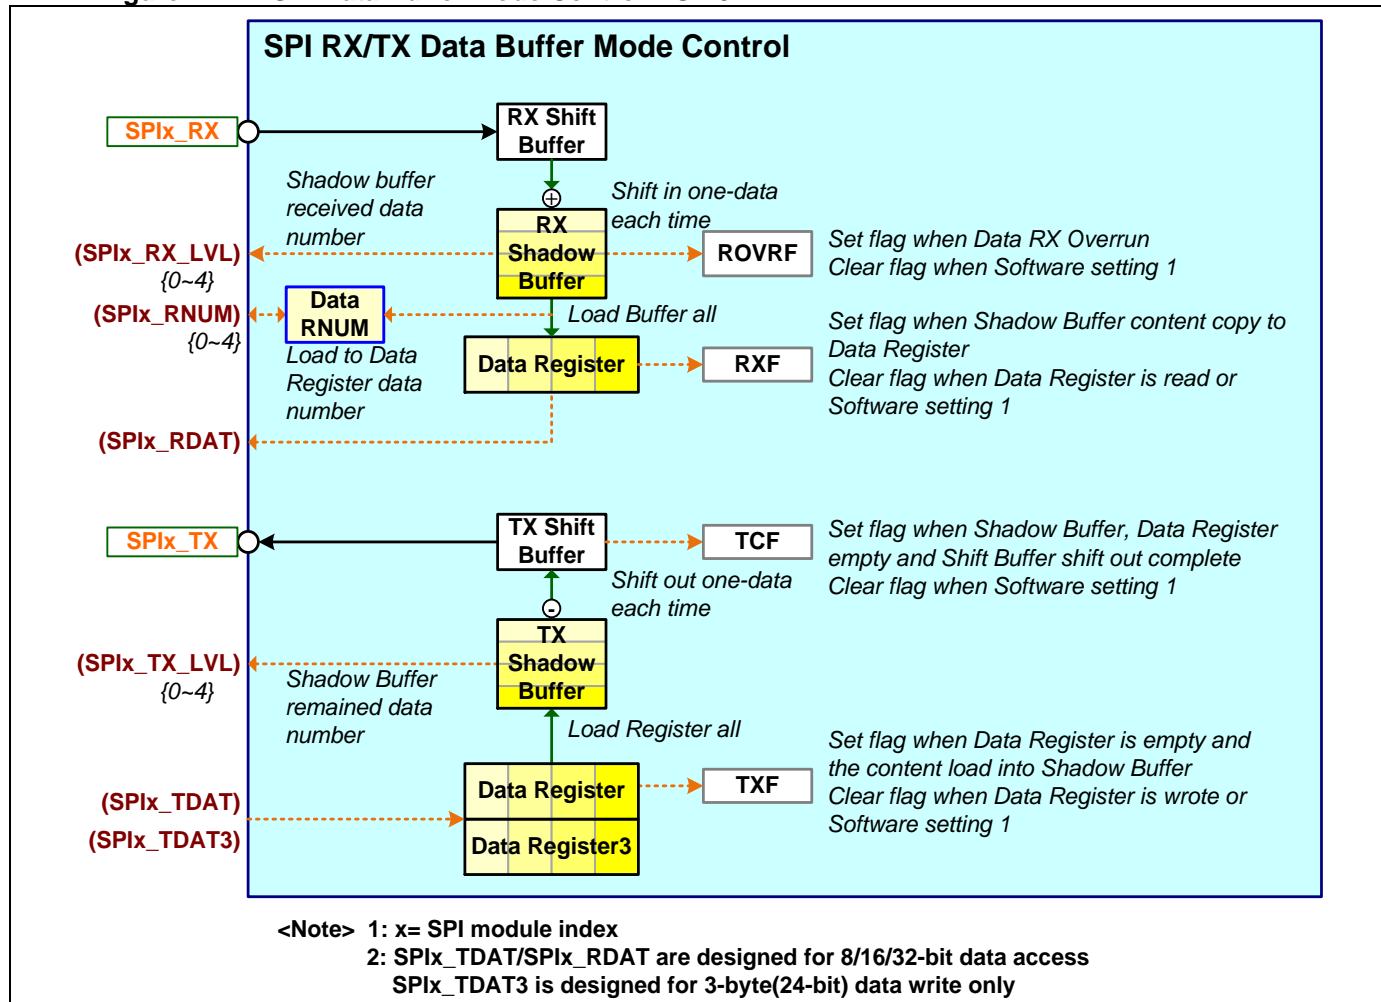 SPI RX/TX Data Buffer Mode Control
SPIx_RX
RX Shift
Buffer
Shadow buffer
received data
number
Shift in one-data
each time
RX
Shadow
Buffer
(SPIx_RX_LVL)
{0~4}
ROVRF
Set flag when Data RX Overrun
Clear flag when Software setting 1
(SPIx_RNUM)
{0~4}
Data
RNUM
Load Buffer all
Load to Data
Register data
number
Data Register
RXF
Set flag when Shadow Buffer content copy to
Data Register
Clear flag when Data Register is read or
Software setting 1
(SPIx_RDAT)
SPIx_TX
TX Shift
Buffer
TCF
Set flag when Shadow Buffer, Data Register
empty and Shift Buffer shift out complete
Clear flag when Software setting 1
Shift out one-data
each time
TX
Shadow
Buffer
(SPIx_TX_LVL)
{0~4}
Shadow Buffer
remained data
number
Load Register all
(SPIx_TDAT)
(SPIx_TDAT3)
Data Register
Data Register3
TXF
Set flag when Data Register is empty and
the content load into Shadow Buffer
Clear flag when Data Register is wrote or
Software setting 1
<Note> 1: x= SPI module index
2: SPIx_TDAT/SPIx_RDAT are designed for 8/16/32-bit data access
SPIx_TDAT3 is designed for 3-byte(24-bit) data write only